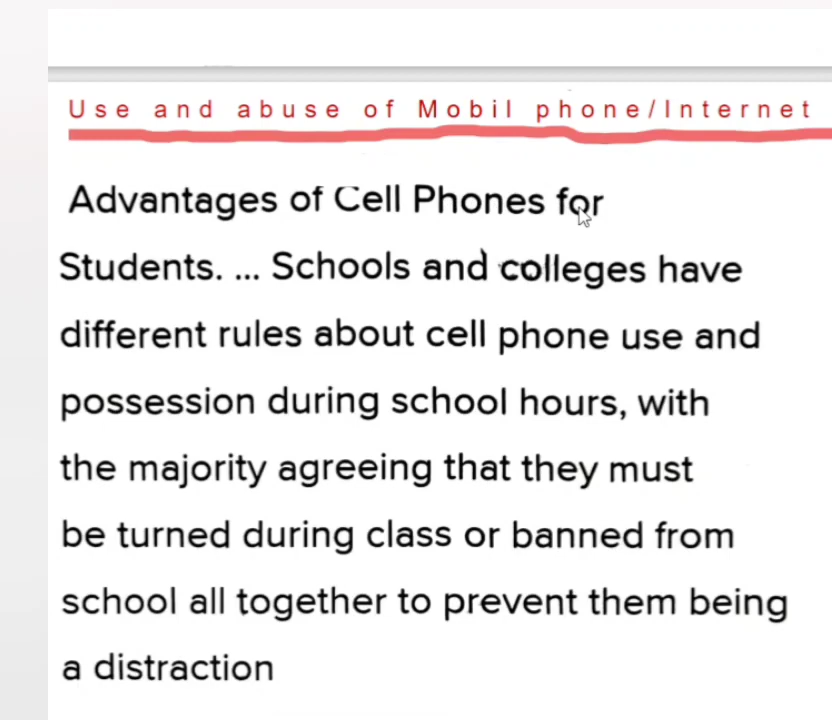 Use and abuse of Mobil phone/Internet
Advantages of Cell Phones for
Students. ... Schools and colleges have
different rules about cell phone use and
possession during school hours, with
the majority agreeing that they must
be turned during class or banned from
school all together to prevent them being
a distraction